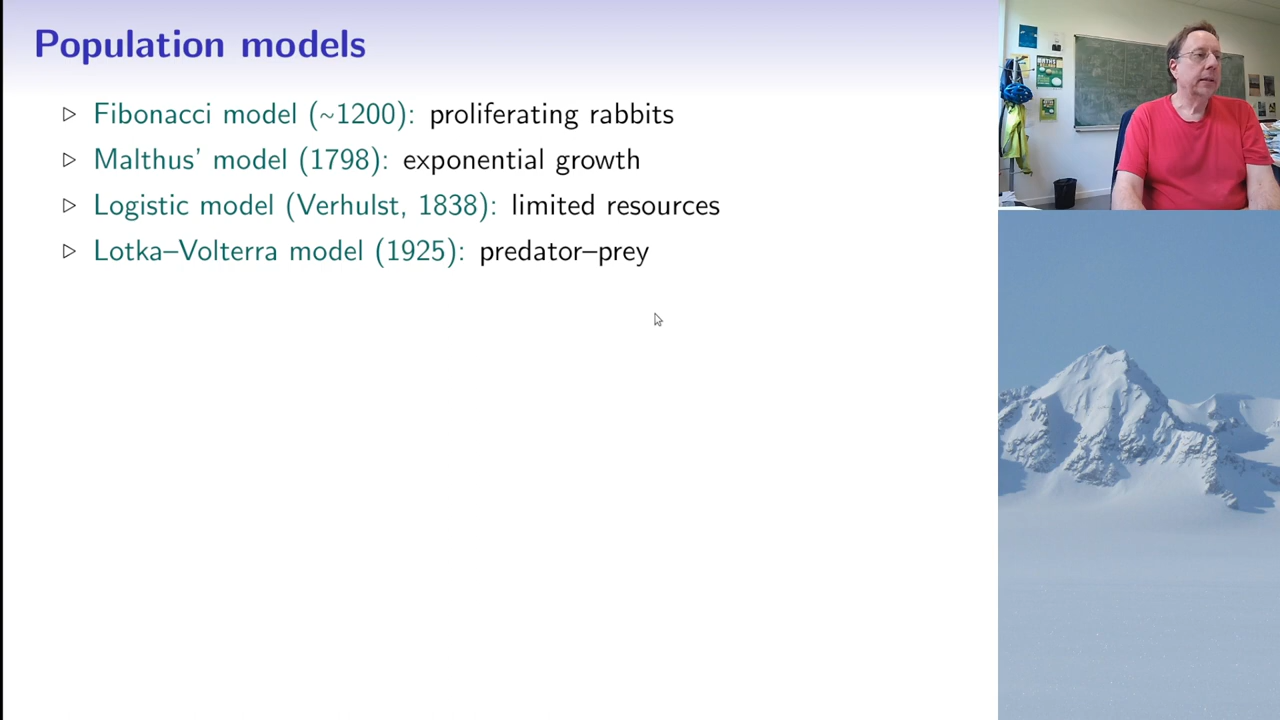 Population models
▷ Fibonacci model (~1200): proliferating rabbits
▷ Malthus’ model (1798): exponential growth
▷ Logistic model (Verhulst, 1838): limited resources
▷ Lotka–Volterra model (1925): predator–prey
MATHS